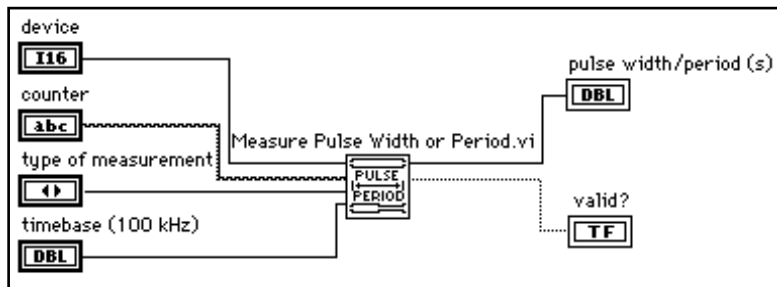 device
I16
counter
abc
type of measurement
timebase (100 kHz)
DBL
Measure Pulse Width or Period.vi
PULSE
PERIOD
pulse width/period (s)
DBL
valid?
TF